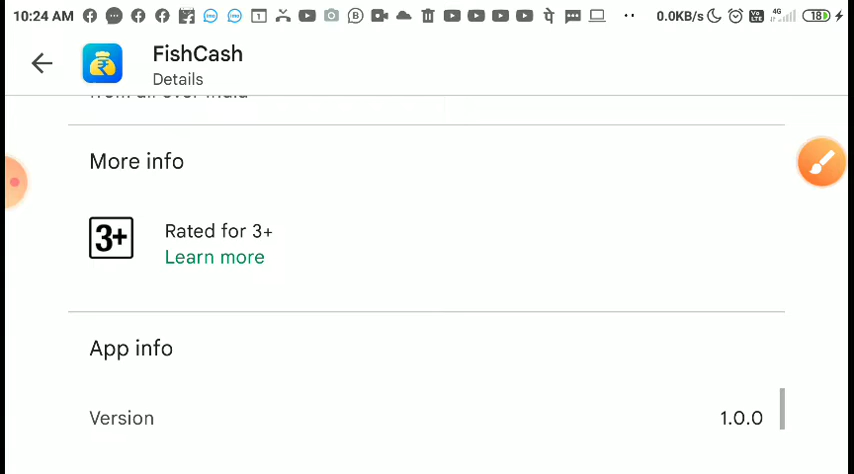 10:24 AM 0.0KB/s 4G 18
FishCash
Details
More info
3+ Rated for 3+
Learn more
App info
Version 1.0.0